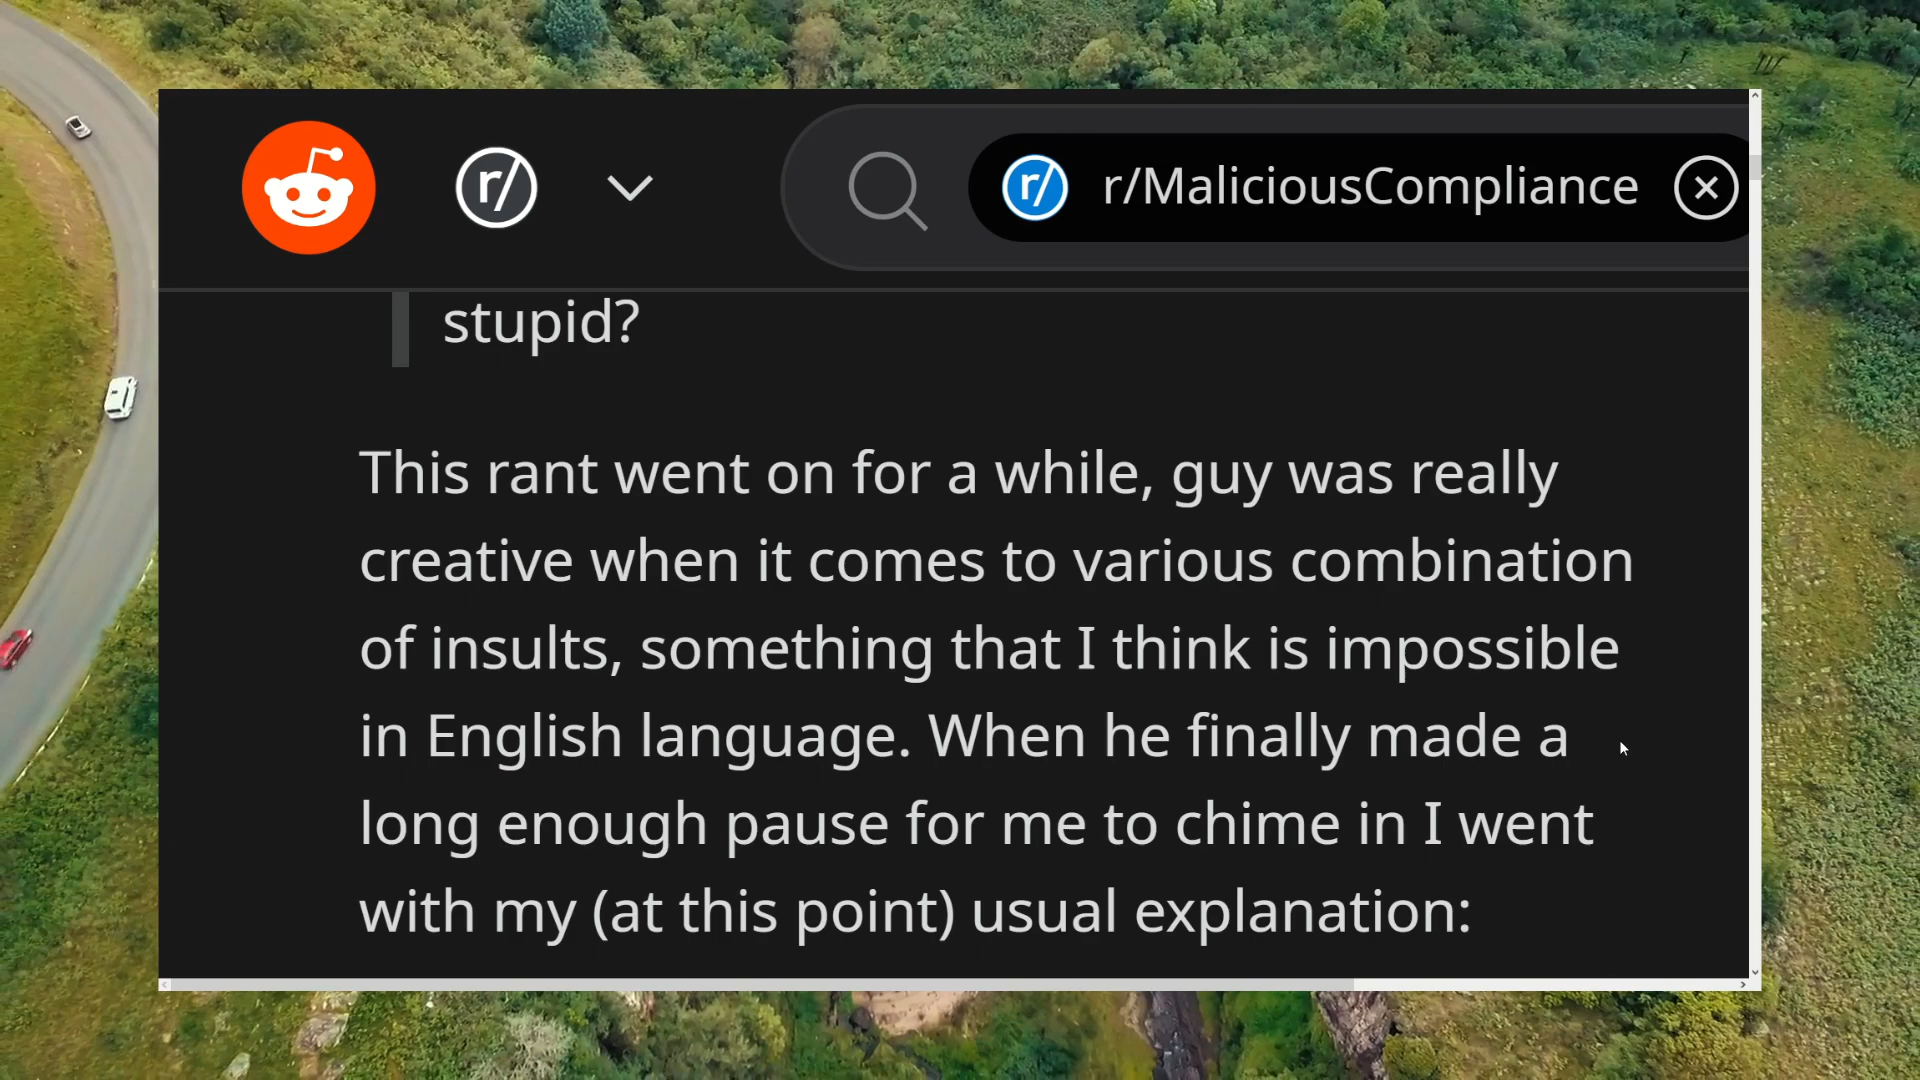 r/
r/
r/MaliciousCompliance
stupid?
This rant went on for a while, guy was really
creative when it comes to various combination
of insults, something that I think is impossible
in English language. When he finally made a
long enough pause for me to chime in I went
with my (at this point) usual explanation: